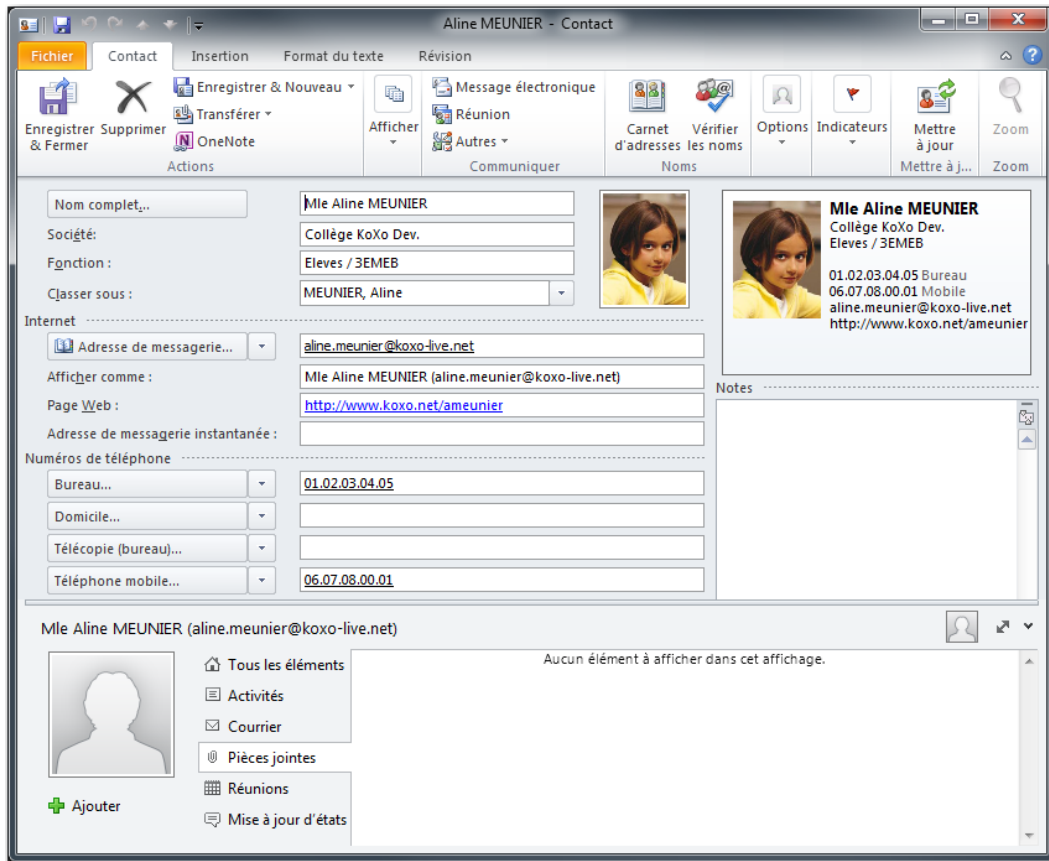 Aline MEUNIER - Contact
Fichier Contact Insertion Format du texte Révision
Enregistrer & Fermer
Supprimer
Enregistrer & Nouveau
Transférer
OneNote
Actions
Afficher
Message électronique
Réunion
Autres
Communiquer
Carnet d'adresses
Vérifier les noms
Noms
Options
Indicateurs
Mettre à jour
Mettre à j...
Zoom
Zoom
Nom complet... Mle Aline MEUNIER
Société: Collège KoXo Dev.
Fonction : Eleves / 3EMEB
Classer sous : MEUNIER, Aline
Internet
Adresse de messagerie... aline.meunier@koxo-live.net
Afficher comme : Mle Aline MEUNIER (aline.meunier@koxo-live.net)
Page Web : http://www.koxo.net/ameunier
Adresse de messagerie instantanée :
Numéros de téléphone
Bureau... 01.02.03.04.05
Domicile...
Télécopie (bureau)...
Téléphone mobile... 06.07.08.00.01
Mle Aline MEUNIER
Collège KoXo Dev.
Eleves / 3EMEB
01.02.03.04.05 Bureau
06.07.08.00.01 Mobile
aline.meunier@koxo-live.net
http://www.koxo.net/ameunier
Notes
Mle Aline MEUNIER (aline.meunier@koxo-live.net)
Ajouter
Tous les éléments
Activités
Courrier
Pièces jointes
Réunions
Mise à jour d'états
Aucun élément à afficher dans cet affichage.